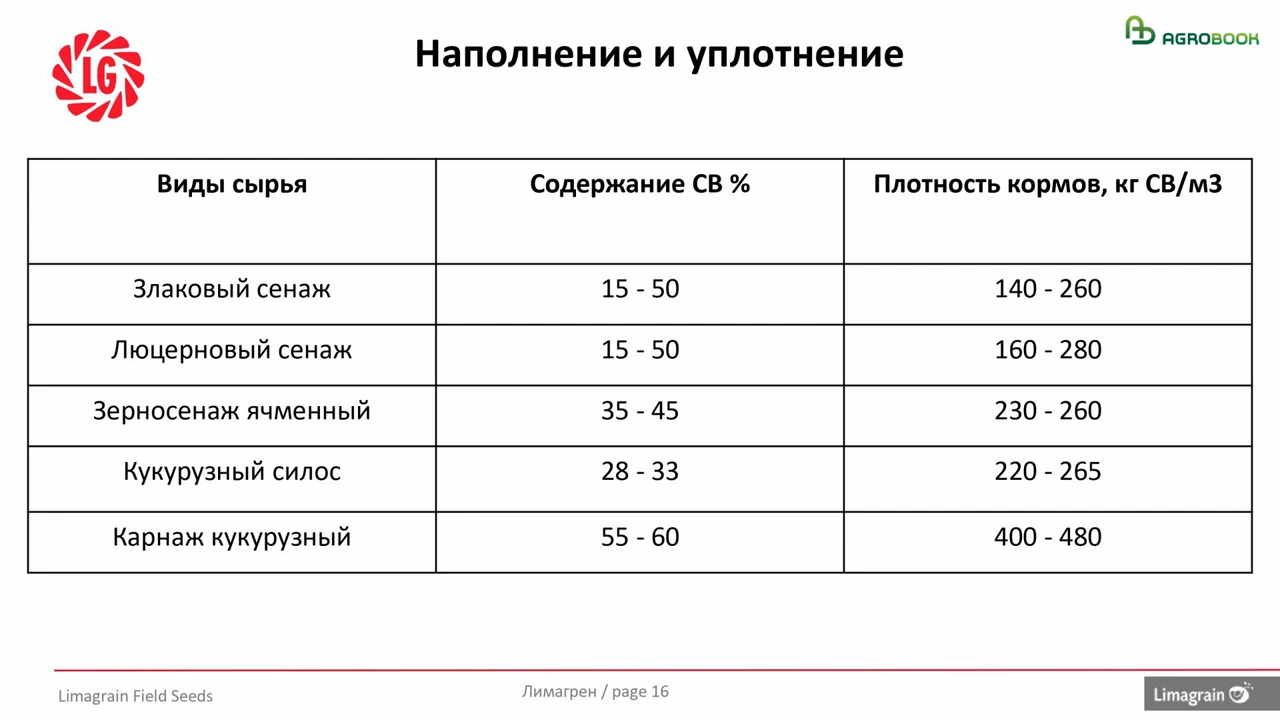 AGROBOOK
LG
Наполнение и уплотнение
Виды сырья
Содержание СВ %
Плотность кормов, кг СВ/м3
Злаковый сенаж
15 - 50
140 - 260
Люцерновый сенаж
15 - 50
160 - 280
Зерносенаж ячменный
35 - 45
230 - 260
Кукурузный силос
28 - 33
220 - 265
Карнаж кукурузный
55 - 60
400 - 480
Limagrain Field Seeds
Лимагрен / page 16
Limagrain